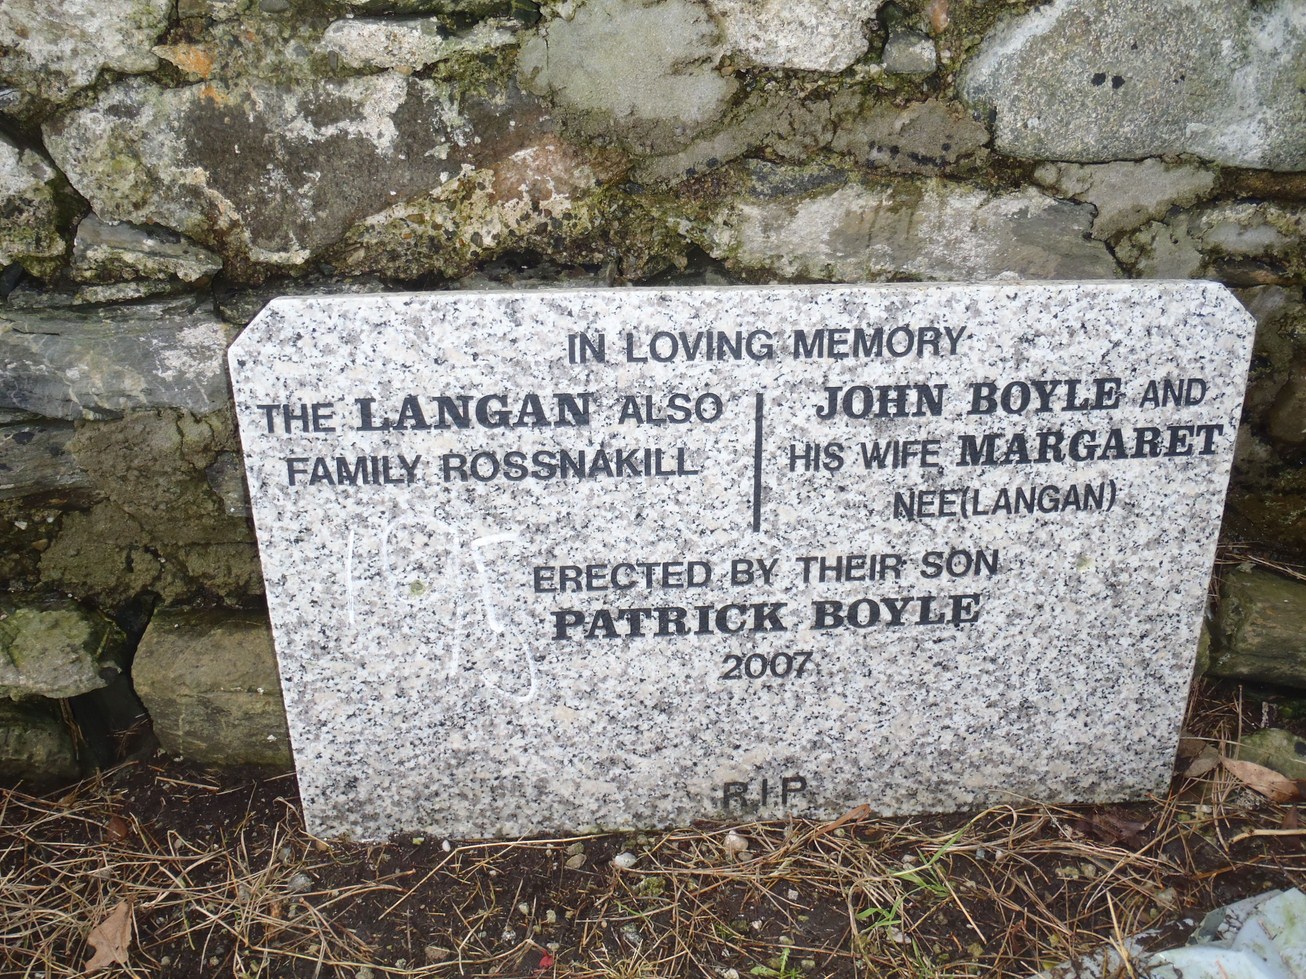 IN LOVING MEMORY
THE LANGAN ALSO
FAMILY ROSSNAKILL
JOHN BOYLE AND
HIS WIFE MARGARET
NEE(LANGAN)
ERECTED BY THEIR SON
PATRICK BOYLE
2007
RIP